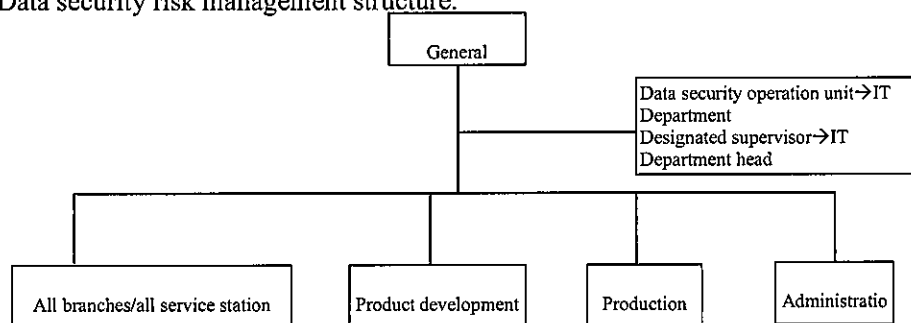 Data security risk management structure.
General
Data security operation unit→IT
Department
Designated supervisor→IT
Department head
All branches/all service station
Product development
Production
Administratio